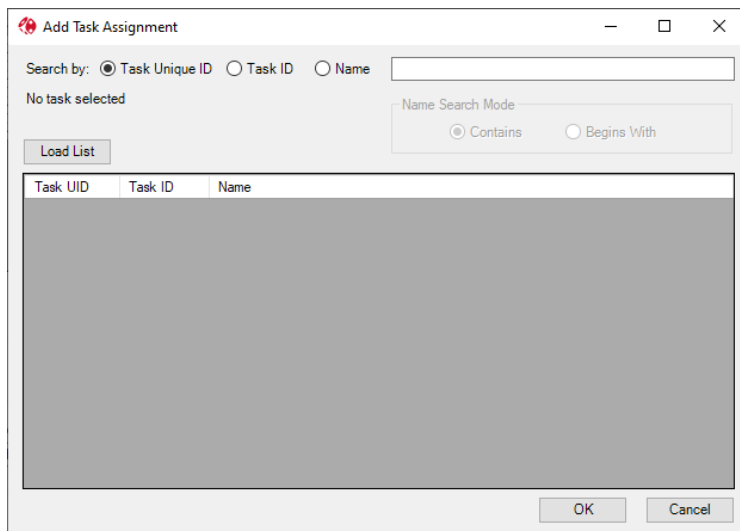 Add Task Assignment
Search by: Task Unique ID Task ID Name
No task selected
Name Search Mode
Contains Begins With
Load List
Task UID Task ID Name
OK Cancel